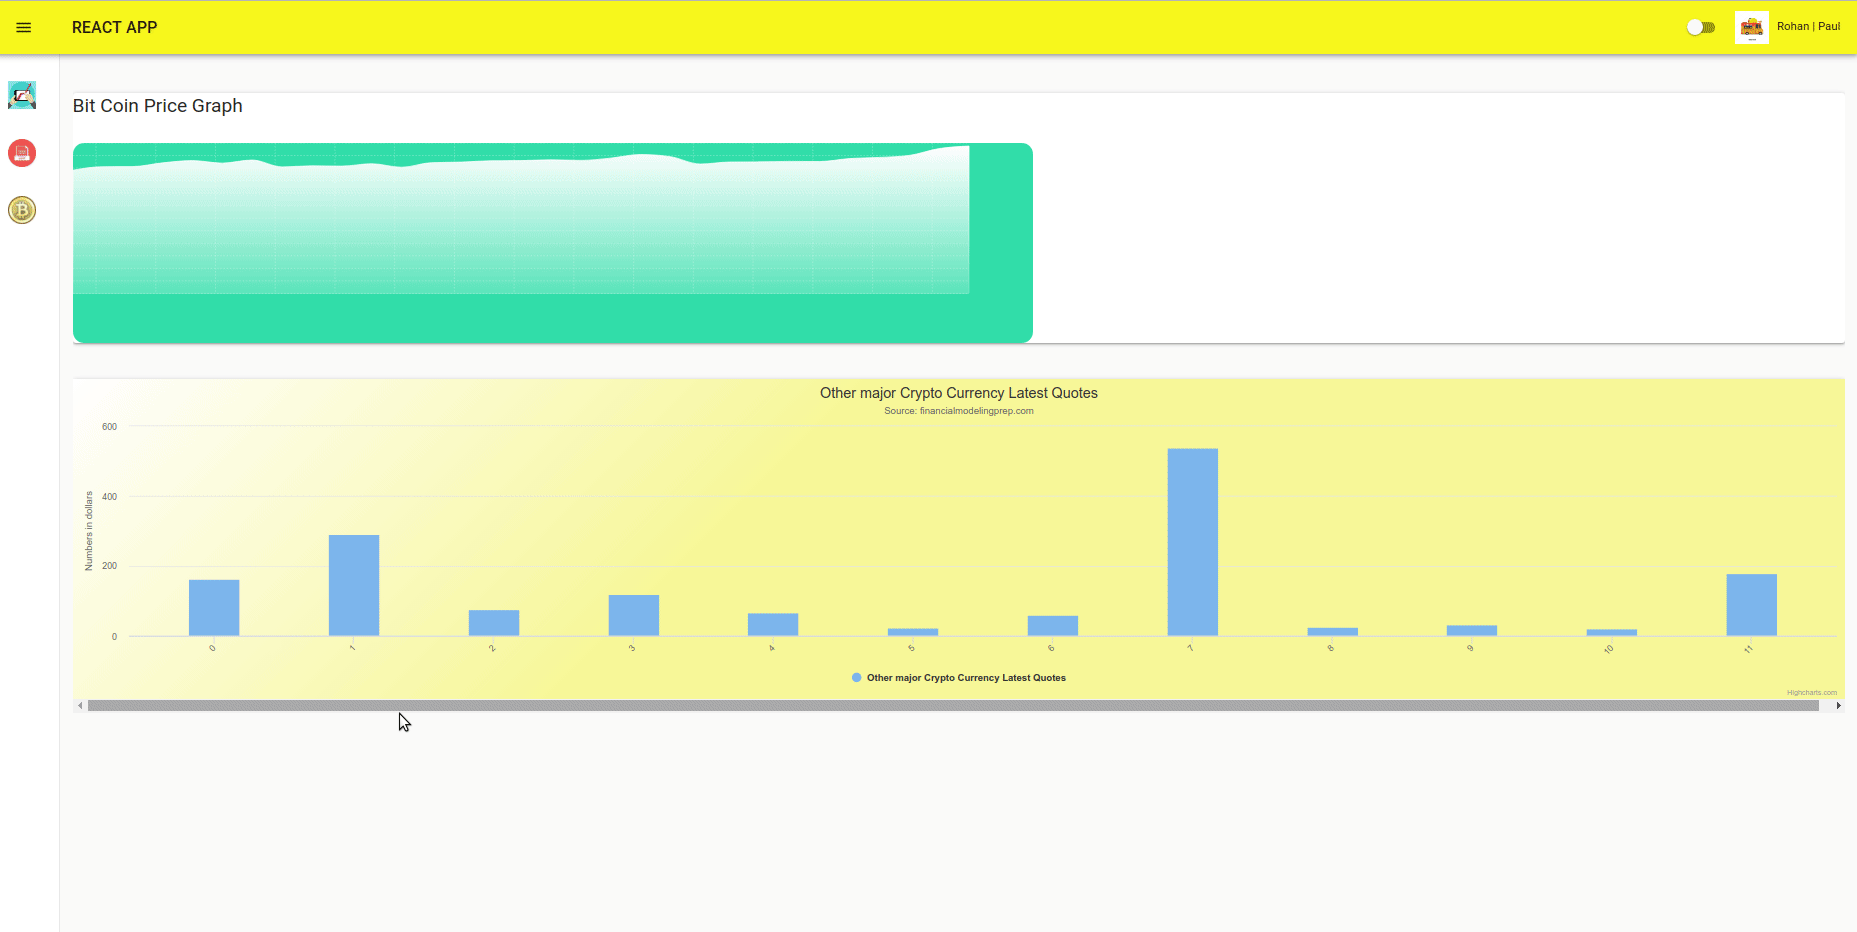 REACT APP
Rohan | Paul
Bit Coin Price Graph
Other major Crypto Currency Latest Quotes
Source: financialmodelingprep.com
Numbers in dollars
600
400
200
0
0 1 2 3 4 5 6 7 8 9 10 11
Other major Crypto Currency Latest Quotes
Highcharts.com